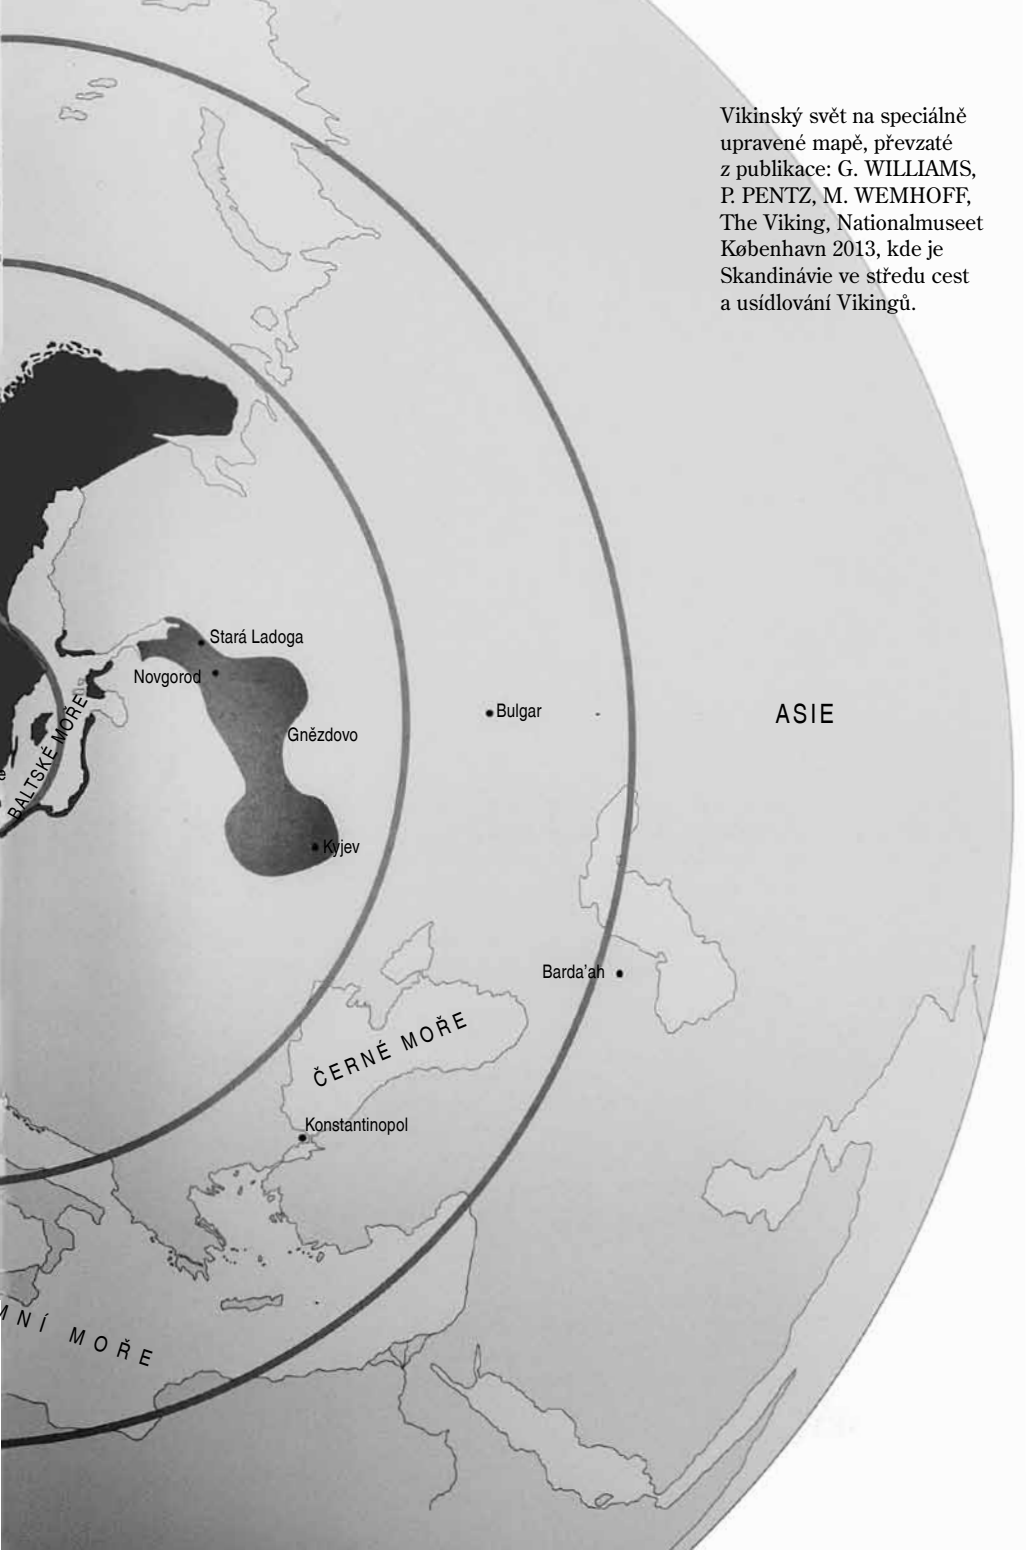 Vikinský svět na speciálně
upravené mapě, převzaté
z publikace: G. WILLIAMS,
P. PENTZ, M. WEMHOFF,
The Viking, Nationalmuseet
København 2013, kde je
Skandinávie ve středu cest
a usídlování Vikingů.
Stará Ladoga
Novgorod
Bulgar
ASIE
Gnězdovo
BALTSKÉ MOŘE
Kyjev
Barda'ah
ČERNÉ MOŘE
Konstantinopol
MNÍ MOŘE